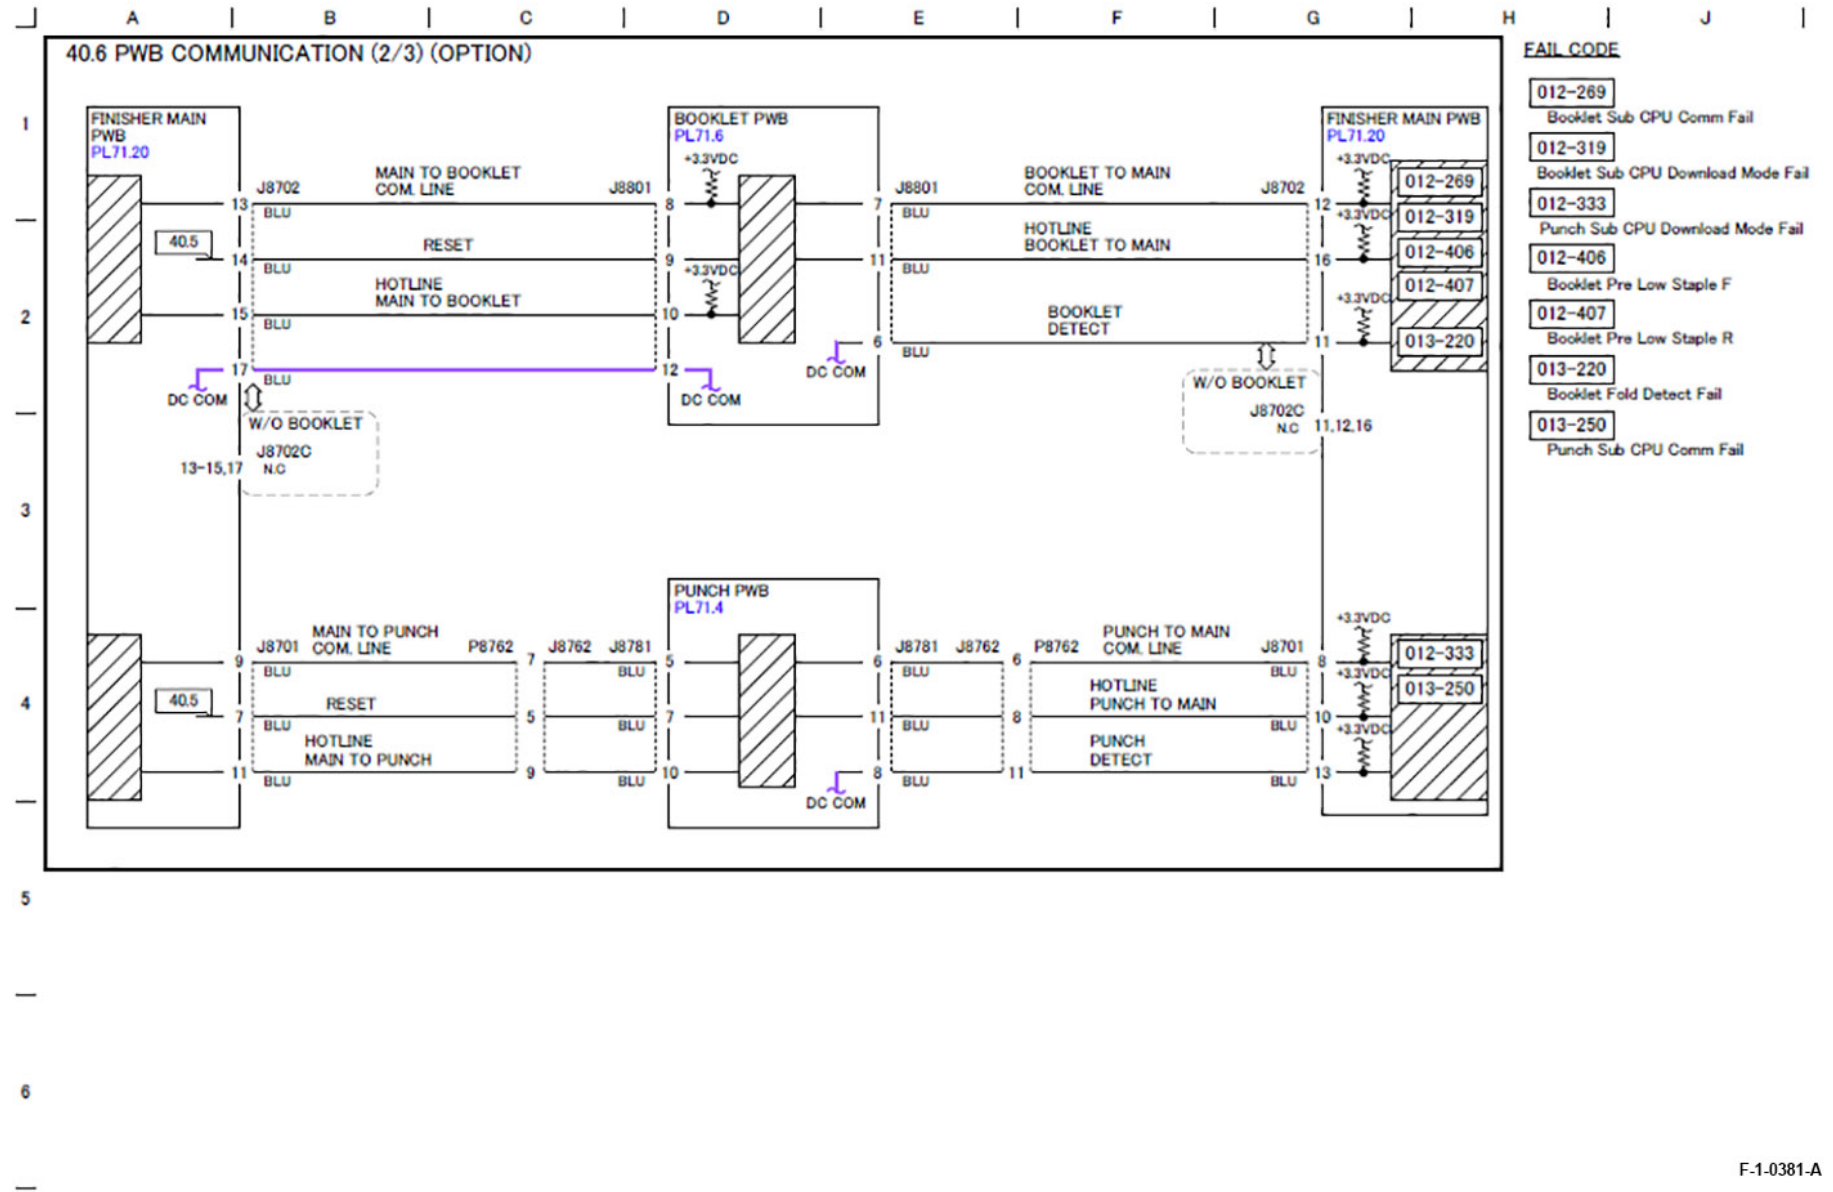 A B C D E F G H J
40.6 PWB COMMUNICATION (2/3) (OPTION)
FAIL CODE
012-269
Booklet Sub CPU Comm Fail
012-319
Booklet Sub CPU Download Mode Fail
012-333
Punch Sub CPU Download Mode Fail
012-406
Booklet Pre Low Staple F
012-407
Booklet Pre Low Staple R
013-220
Booklet Fold Detect Fail
013-250
Punch Sub CPU Comm Fail
1
2
3
4
5
6
FINISHER MAIN
PWB
PL71.20
40.5
DC COM
13
14
15
17
J8702
MAIN TO BOOKLET
COM. LINE
BLU
RESET
BLU
HOTLINE
MAIN TO BOOKLET
BLU
BLU
J8801
W/O BOOKLET
J8702C
13-15,17 N.C
BOOKLET PWB
PL71.6
+3.3VDC
8
9
+3.3VDC
10
12
DC COM
7
11
6
DC COM
J8801
BOOKLET TO MAIN
COM. LINE
J8702
BLU
HOTLINE
BOOKLET TO MAIN
BLU
BOOKLET
DETECT
BLU
W/O BOOKLET
J8702C
N.C 11,12,16
FINISHER MAIN PWB
PL71.20
+3.3VDC
12
+3.3VDC
16
+3.3VDC
11
012-269
012-319
012-406
012-407
013-220
40.5
9
7
11
J8701
MAIN TO PUNCH
COM. LINE
P8762
J8762
J8781
BLU
7
BLU
RESET
BLU
5
BLU
HOTLINE
MAIN TO PUNCH
BLU
9
BLU
PUNCH PWB
PL71.4
5
7
10
6
11
8
DC COM
J8781
J8762
P8762
PUNCH TO MAIN
COM. LINE
J8701
BLU
6
BLU
HOTLINE
PUNCH TO MAIN
BLU
8
BLU
PUNCH
DETECT
BLU
11
BLU
+3.3VDC
8
+3.3VDC
10
+3.3VDC
13
012-333
013-250
F-1-0381-A